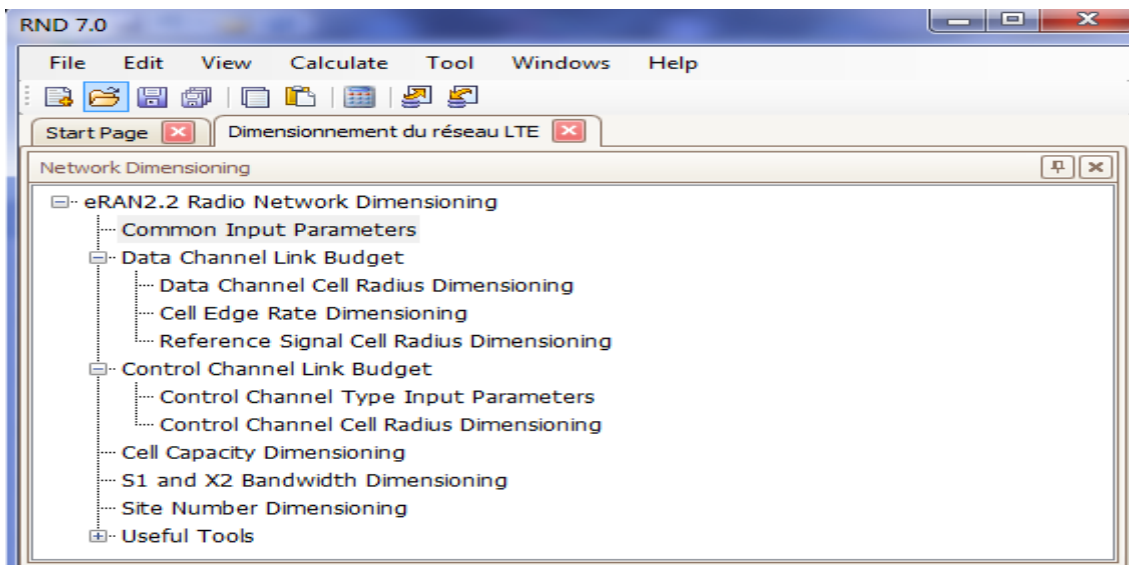 RND 7.0
File Edit View Calculate Tool Windows Help
Start Page Dimensionnement du réseau LTE
Network Dimensioning
eRAN2.2 Radio Network Dimensioning
Common Input Parameters
Data Channel Link Budget
Data Channel Cell Radius Dimensioning
Cell Edge Rate Dimensioning
Reference Signal Cell Radius Dimensioning
Control Channel Link Budget
Control Channel Type Input Parameters
Control Channel Cell Radius Dimensioning
Cell Capacity Dimensioning
S1 and X2 Bandwidth Dimensioning
Site Number Dimensioning
Useful Tools